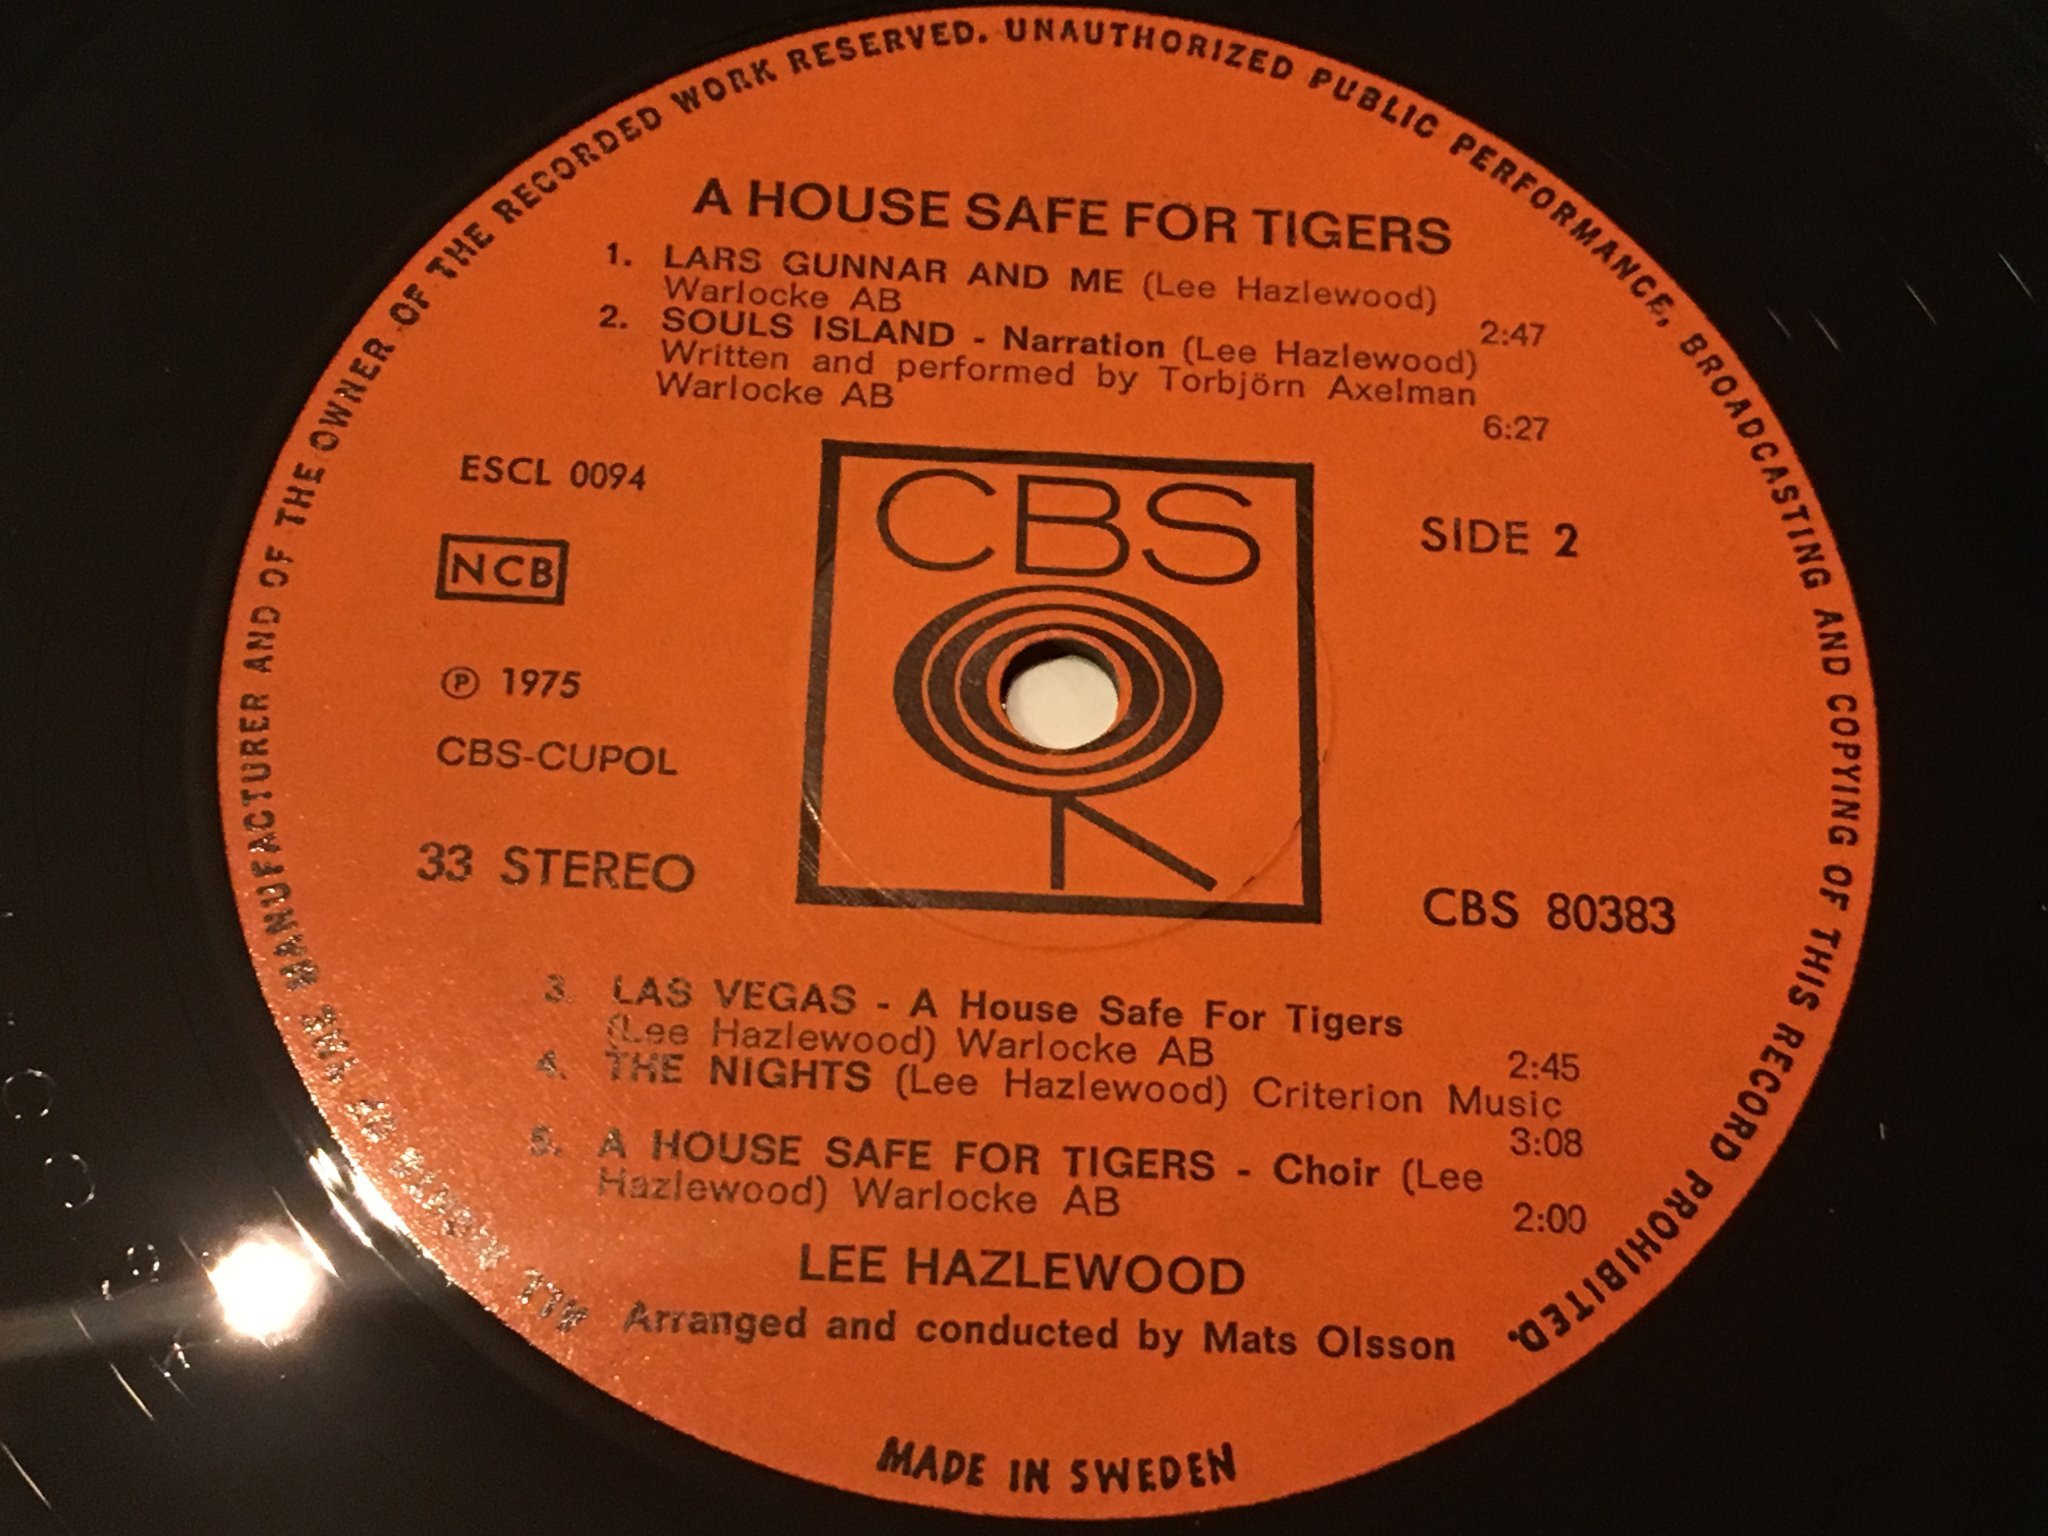 ALL RIGHTS OF THE MANUFACTURER AND OF THE OWNER OF THE RECORDED WORK RESERVED. UNAUTHORIZED PUBLIC PERFORMANCE, BROADCASTING AND COPYING OF THIS RECORD PROHIBITED.
A HOUSE SAFE FOR TIGERS
1. LARS GUNNAR AND ME (Lee Hazlewood)
Warlocke AB 2:47
2. SOULS ISLAND - Narration (Lee Hazlewood)
Written and performed by Torbjörn Axelman
Warlocke AB 6:27
ESCL 0094
NCB
℗ 1975
CBS-CUPOL
33 STEREO
CBS
SIDE 2
CBS 80383
3. LAS VEGAS - A House Safe For Tigers
(Lee Hazlewood) Warlocke AB 2:45
4. THE NIGHTS (Lee Hazlewood) Criterion Music
3:08
5. A HOUSE SAFE FOR TIGERS - Choir (Lee
Hazlewood) Warlocke AB 2:00
LEE HAZLEWOOD
Arranged and conducted by Mats Olsson
MADE IN SWEDEN